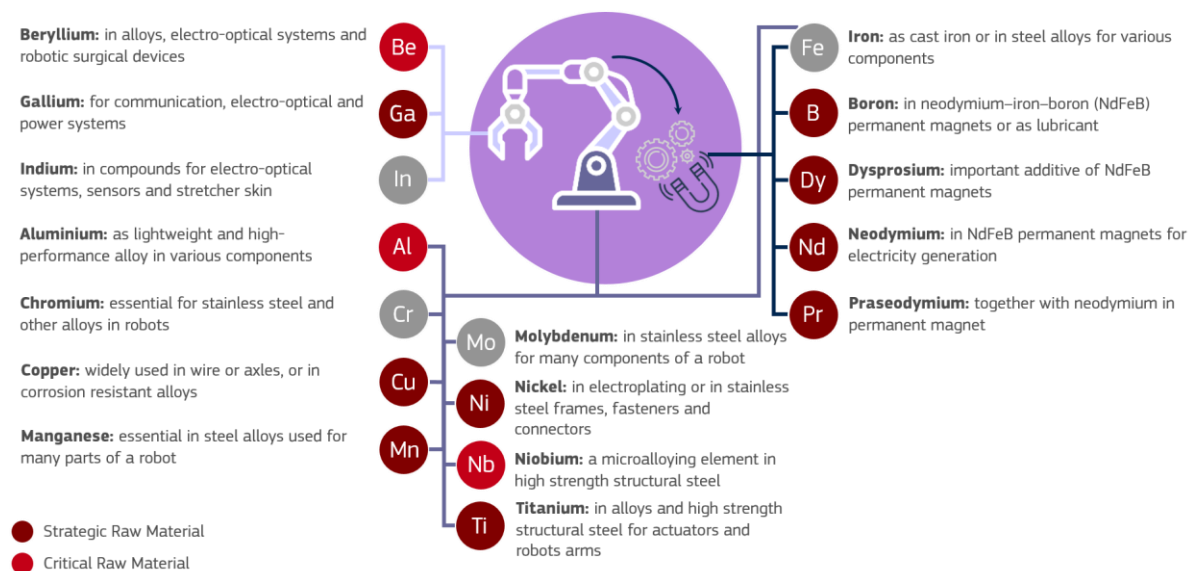 Beryllium: in alloys, electro-optical systems and
robotic surgical devices
Be
Gallium: for communication, electro-optical and
power systems
Ga
Indium: in compounds for electro-optical
systems, sensors and stretcher skin
In
Aluminium: as lightweight and high-
performance alloy in various components
Al
Chromium: essential for stainless steel and
other alloys in robots
Cr
Copper: widely used in wire or axles, or in
corrosion resistant alloys
Cu
Manganese: essential in steel alloys used for
many parts of a robot
Mn
Mo
Molybdenum: in stainless steel alloys
for many components of a robot
Ni
Nickel: in electroplating or in stainless
steel frames, fasteners and
connectors
Nb
Niobium: a microalloying element in
high strength structural steel
Ti
Titanium: in alloys and high strength
structural steel for actuators and
robots arms
Fe
Iron: as cast iron or in steel alloys for various
components
B
Boron: in neodymium–iron–boron (NdFeB)
permanent magnets or as lubricant
Dy
Dysprosium: important additive of NdFeB
permanent magnets
Nd
Neodymium: in NdFeB permanent magnets for
electricity generation
Pr
Praseodymium: together with neodymium in
permanent magnet
Strategic Raw Material
Critical Raw Material